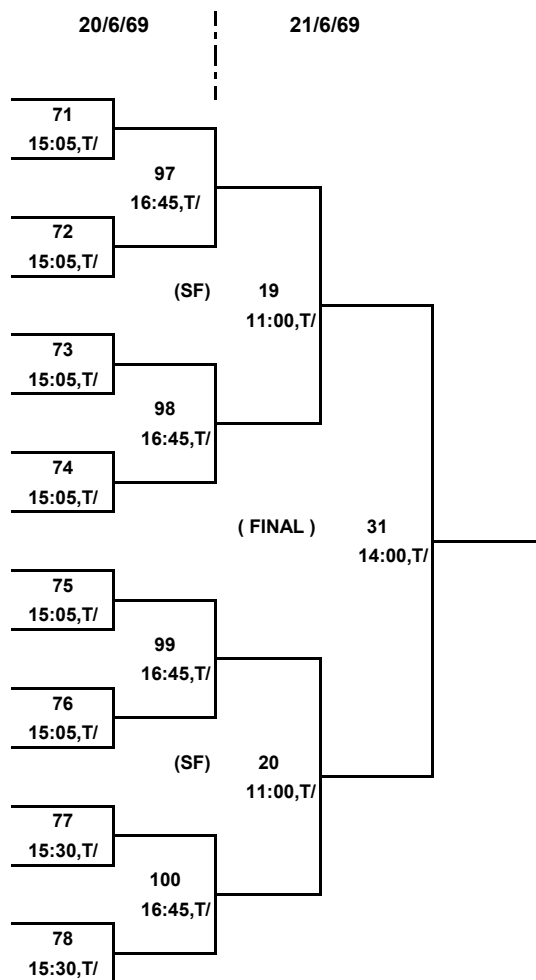 20/6/69 21/6/69
71
15:05,T/
97
16:45,T/
72
15:05,T/
(SF) 19
11:00,T/
73
15:05,T/
98
16:45,T/
74
15:05,T/
( FINAL ) 31
14:00,T/
75
15:05,T/
99
16:45,T/
76
15:05,T/
(SF) 20
11:00,T/
77
15:30,T/
100
16:45,T/
78
15:30,T/